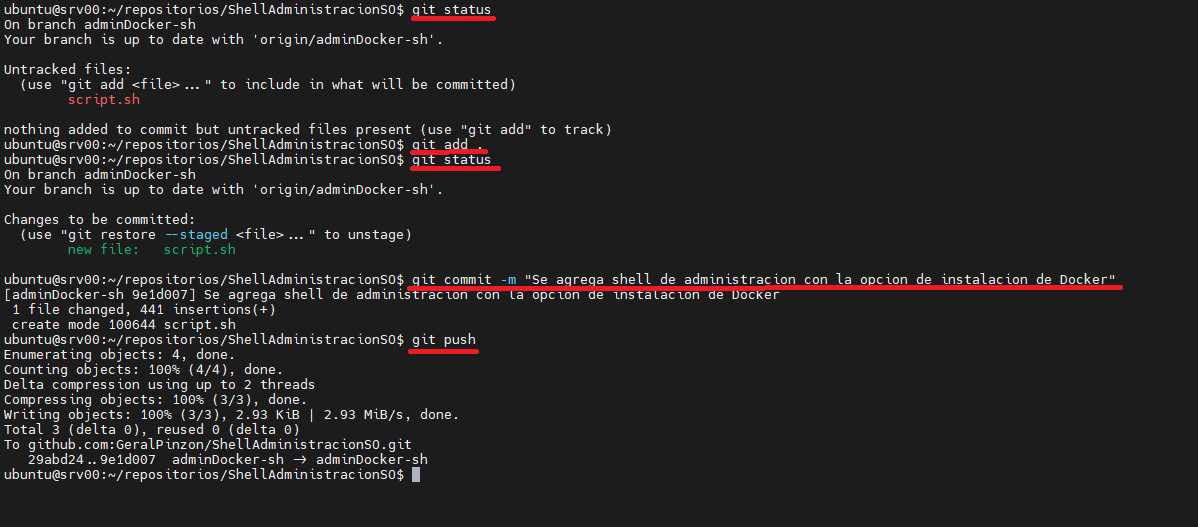 ubuntu@srv00:~/repositorios/ShellAdministracionSO$ git status
On branch adminDocker-sh
Your branch is up to date with 'origin/adminDocker-sh'.
Untracked files:
  (use "git add <file>..." to include in what will be committed)
        script.sh
nothing added to commit but untracked files present (use "git add" to track)
ubuntu@srv00:~/repositorios/ShellAdministracionSO$ git add .
ubuntu@srv00:~/repositorios/ShellAdministracionSO$ git status
On branch adminDocker-sh
Your branch is up to date with 'origin/adminDocker-sh'.
Changes to be committed:
  (use "git restore --staged <file>..." to unstage)
        new file:   script.sh
ubuntu@srv00:~/repositorios/ShellAdministracionSO$ git commit -m "Se agrega shell de administracion con la opcion de instalacion de Docker"
[adminDocker-sh 9e1d007] Se agrega shell de administracion con la opcion de instalacion de Docker
 1 file changed, 441 insertions(+)
 create mode 100644 script.sh
ubuntu@srv00:~/repositorios/ShellAdministracionSO$ git push
Enumerating objects: 4, done.
Counting objects: 100% (4/4), done.
Delta compression using up to 2 threads
Compressing objects: 100% (3/3), done.
Writing objects: 100% (3/3), 2.93 KiB | 2.93 MiB/s, done.
Total 3 (delta 0), reused 0 (delta 0)
To github.com:GeralPinzon/ShellAdministracionSO.git
   29abd24..9e1d007  adminDocker-sh -> adminDocker-sh
ubuntu@srv00:~/repositorios/ShellAdministracionSO$